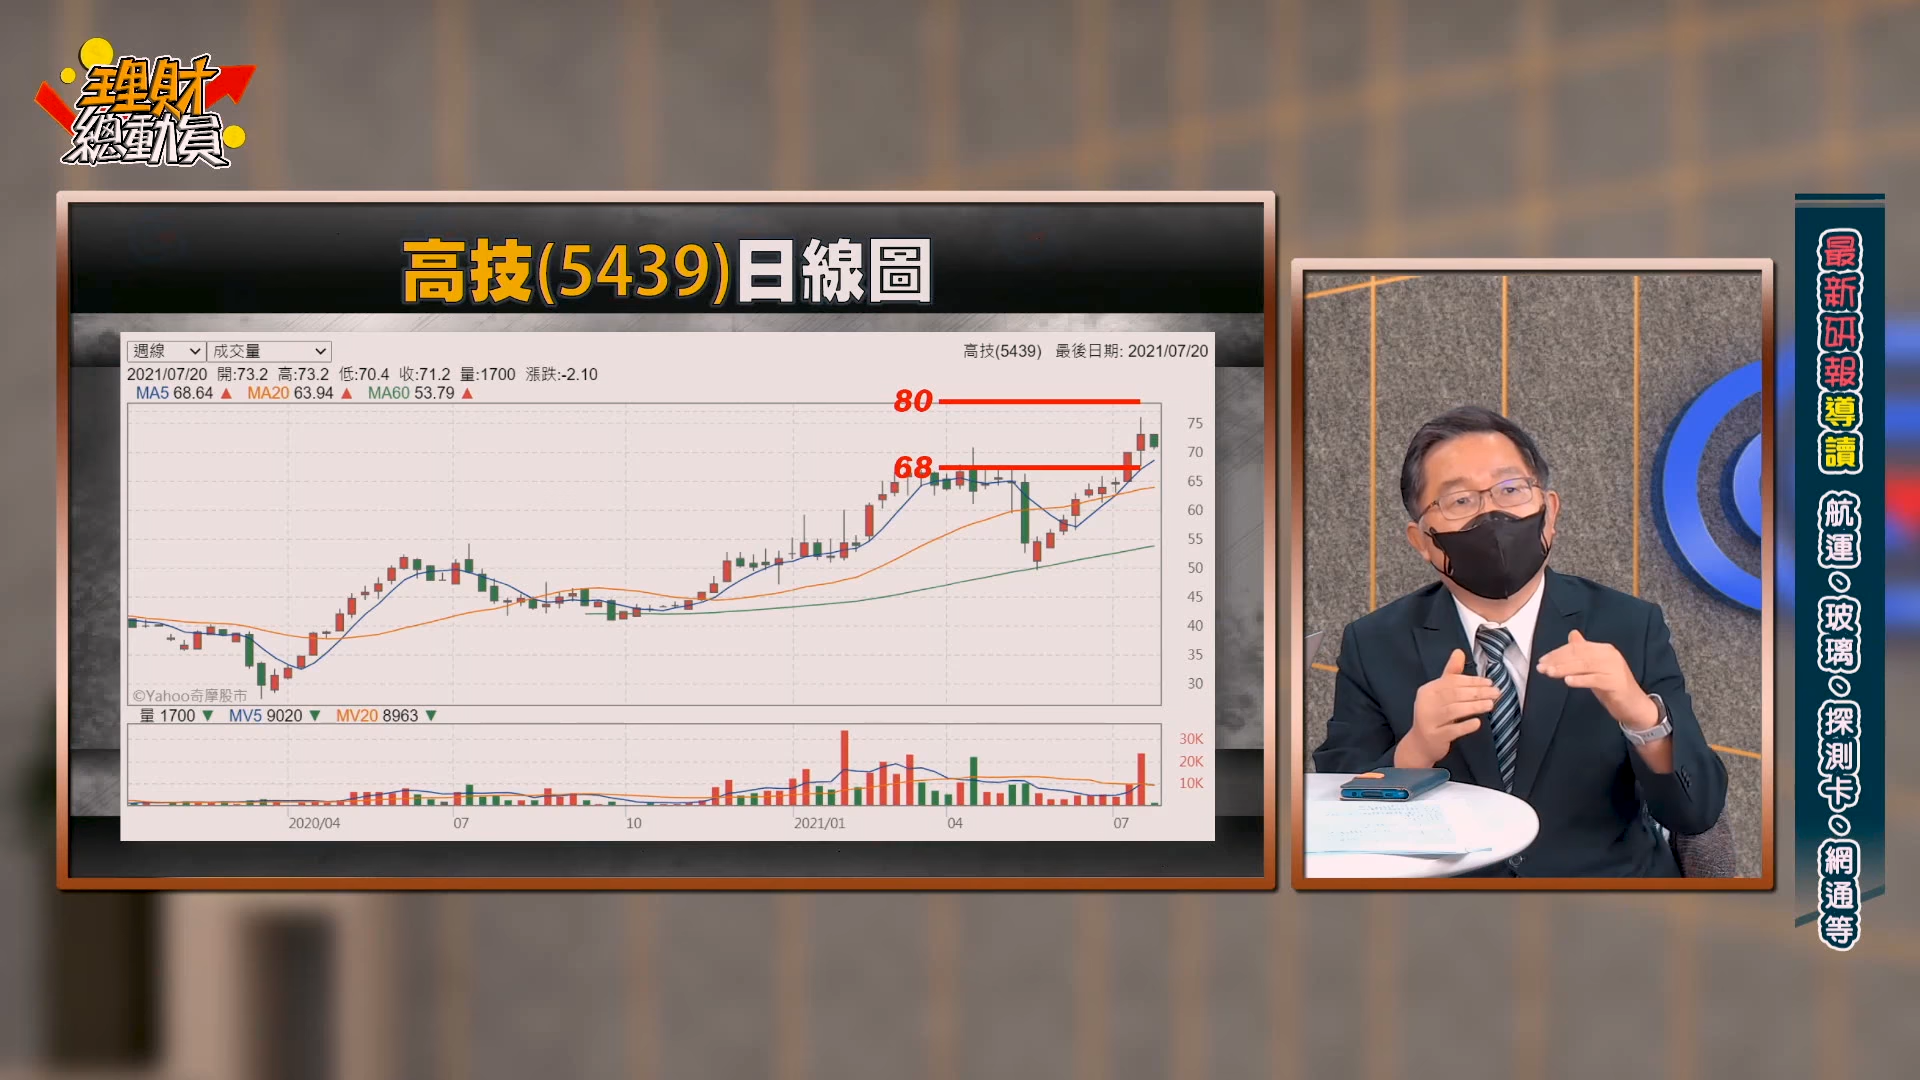 理財
總動員
高技(5439)日線圖
週線 成交量
高技(5439) 最後日期: 2021/07/20
2021/07/20 開:73.2 高:73.2 低:70.4 收:71.2 量:1700 漲跌:-2.10
MA5 68.64 ▲ MA20 63.94 ▲ MA60 53.79 ▲
80
68
75
70
65
60
55
50
45
40
35
30
©Yahoo奇摩股市
量 1700 ▼ MV5 9020 ▼ MV20 8963 ▼
30K
20K
10K
2020/04 07 10 2021/01 04 07
最新研報導讀 航運。玻璃。探測卡。網通等